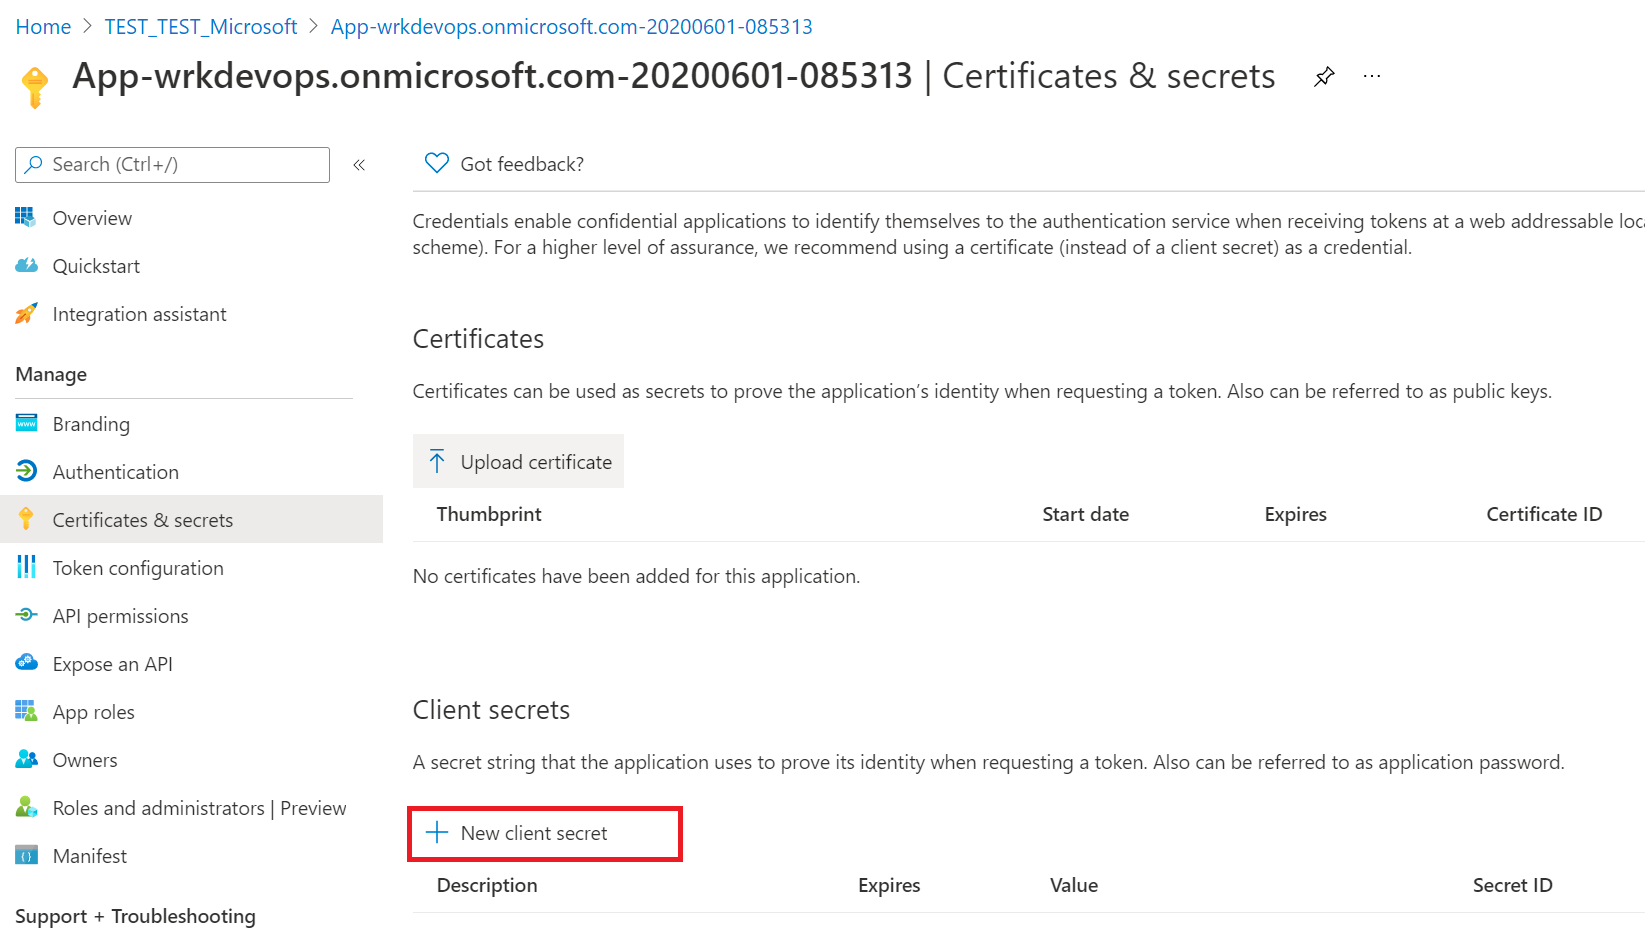 Home > TEST_TEST_Microsoft > App-wrkdevops.onmicrosoft.com-20200601-085313
App-wrkdevops.onmicrosoft.com-20200601-085313 | Certificates & secrets ...
Search (Ctrl+/) «
Overview
Quickstart
Integration assistant
Manage
Branding
Authentication
Certificates & secrets
Token configuration
API permissions
Expose an API
App roles
Owners
Roles and administrators | Preview
Manifest
Support + Troubleshooting
Got feedback?
Credentials enable confidential applications to identify themselves to the authentication service when receiving tokens at a web addressable
scheme). For a higher level of assurance, we recommend using a certificate (instead of a client secret) as a credential.
Certificates
Certificates can be used as secrets to prove the application’s identity when requesting a token. Also can be referred to as public keys.
Upload certificate
Thumbprint Start date Expires Certificate ID
No certificates have been added for this application.
Client secrets
A secret string that the application uses to prove its identity when requesting a token. Also can be referred to as application password.
+ New client secret
Description Expires Value Secret ID